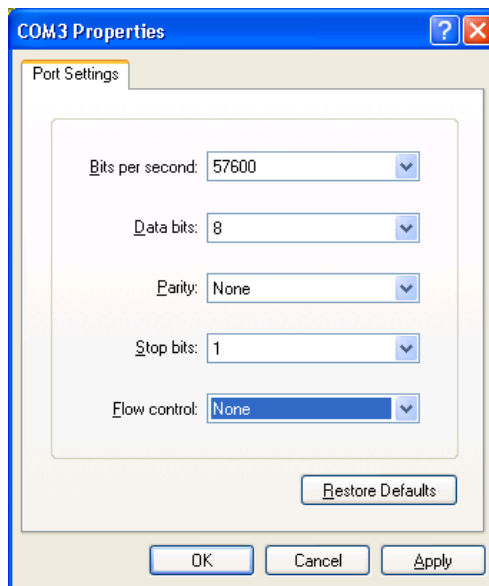 COM3 Properties
Port Settings
Bits per second: 57600
Data bits: 8
Parity: None
Stop bits: 1
Flow control: None
Restore Defaults
OK Cancel Apply